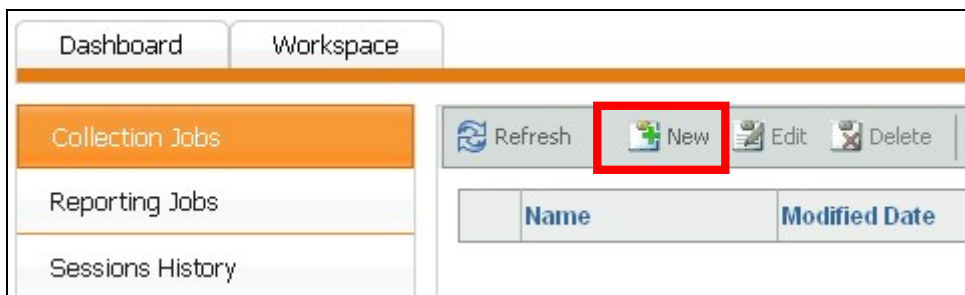 Dashboard Workspace
Collection Jobs
Reporting Jobs
Sessions History
Refresh New Edit Delete
Name Modified Date